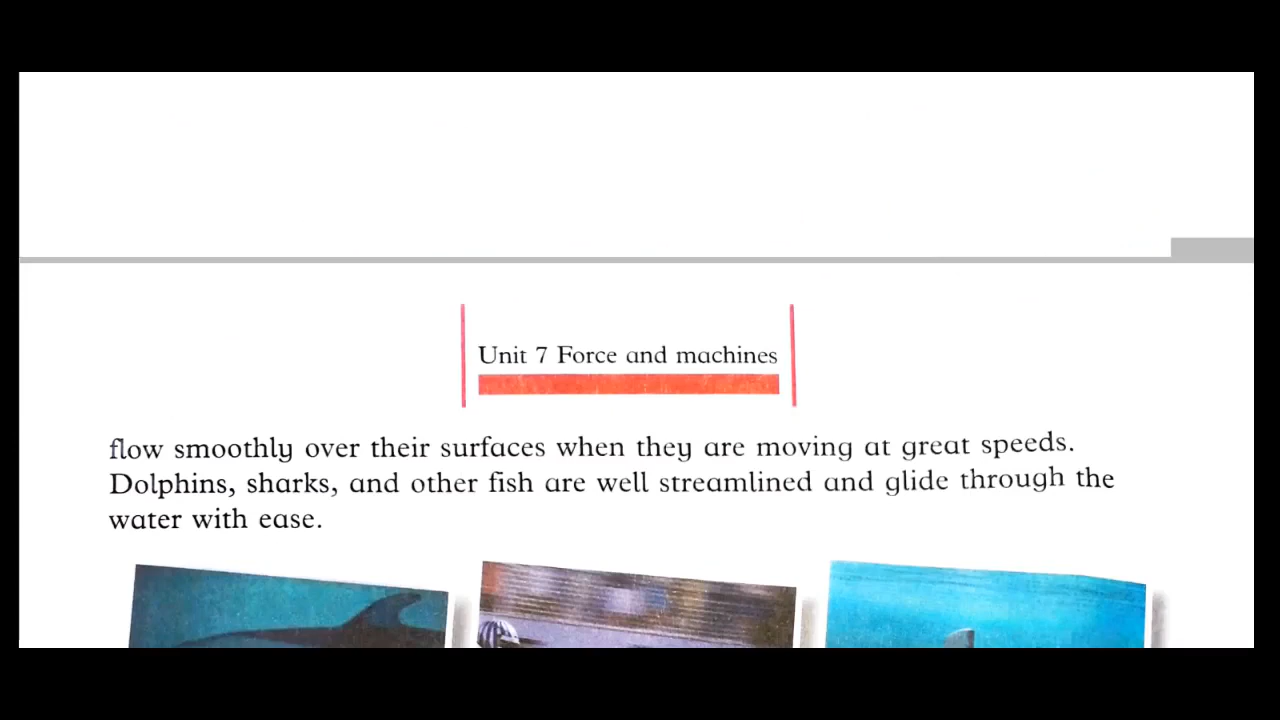 Unit 7 Force and machines
flow smoothly over their surfaces when they are moving at great speeds.
Dolphins, sharks, and other fish are well streamlined and glide through the
water with ease.